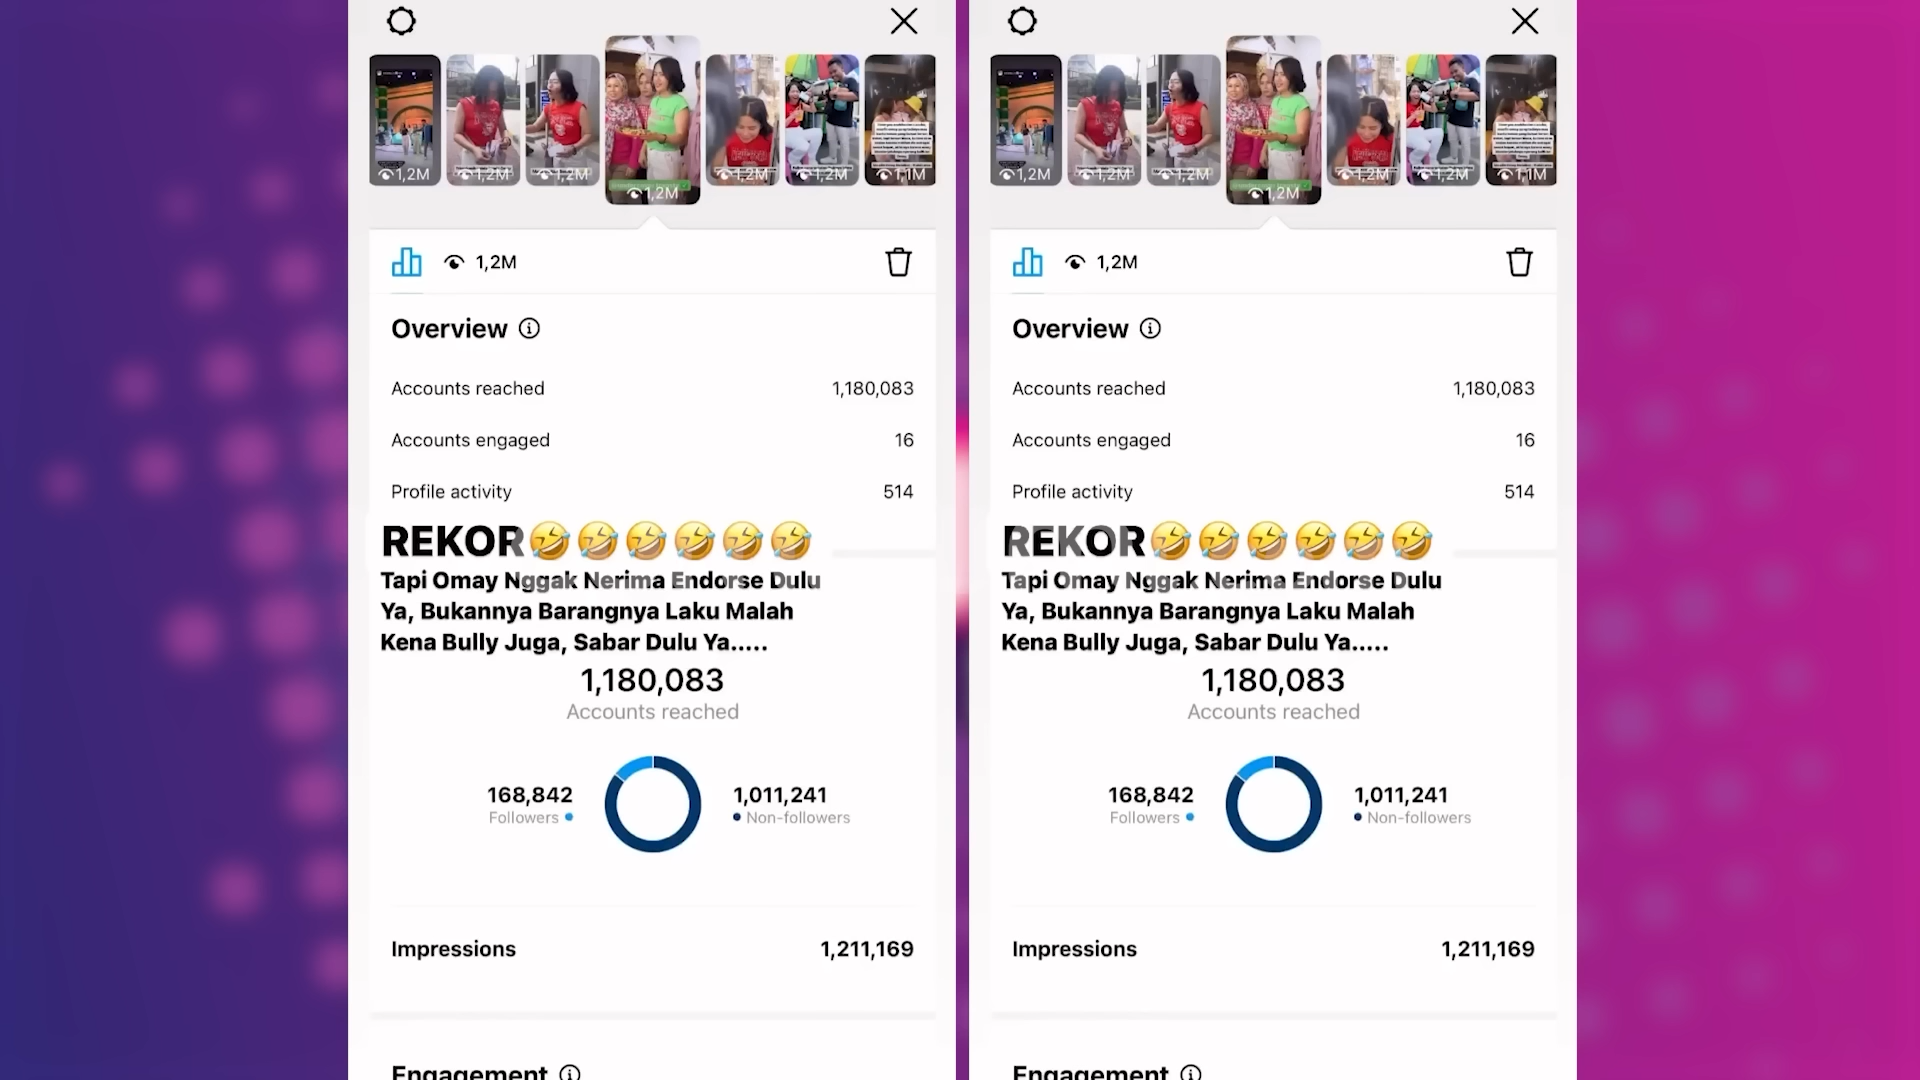 1,2M
1,2M
1,2M
1,2M
1,2M
1,2M
1,1M
1,2M
Overview
Accounts reached 1,180,083
Accounts engaged 16
Profile activity 514
REKOR🤣🤣🤣🤣🤣🤣
Tapi Omay Nggak Nerima Endorse Dulu
Ya, Bukannya Barangnya Laku Malah
Kena Bully Juga, Sabar Dulu Ya.....
1,180,083
Accounts reached
168,842
Followers
1,011,241
Non-followers
Impressions 1,211,169
Engagement
1,2M
1,2M
1,2M
1,2M
1,2M
1,2M
1,1M
1,2M
Overview
Accounts reached 1,180,083
Accounts engaged 16
Profile activity 514
REKOR🤣🤣🤣🤣🤣🤣
Tapi Omay Nggak Nerima Endorse Dulu
Ya, Bukannya Barangnya Laku Malah
Kena Bully Juga, Sabar Dulu Ya.....
1,180,083
Accounts reached
168,842
Followers
1,011,241
Non-followers
Impressions 1,211,169
Engagement